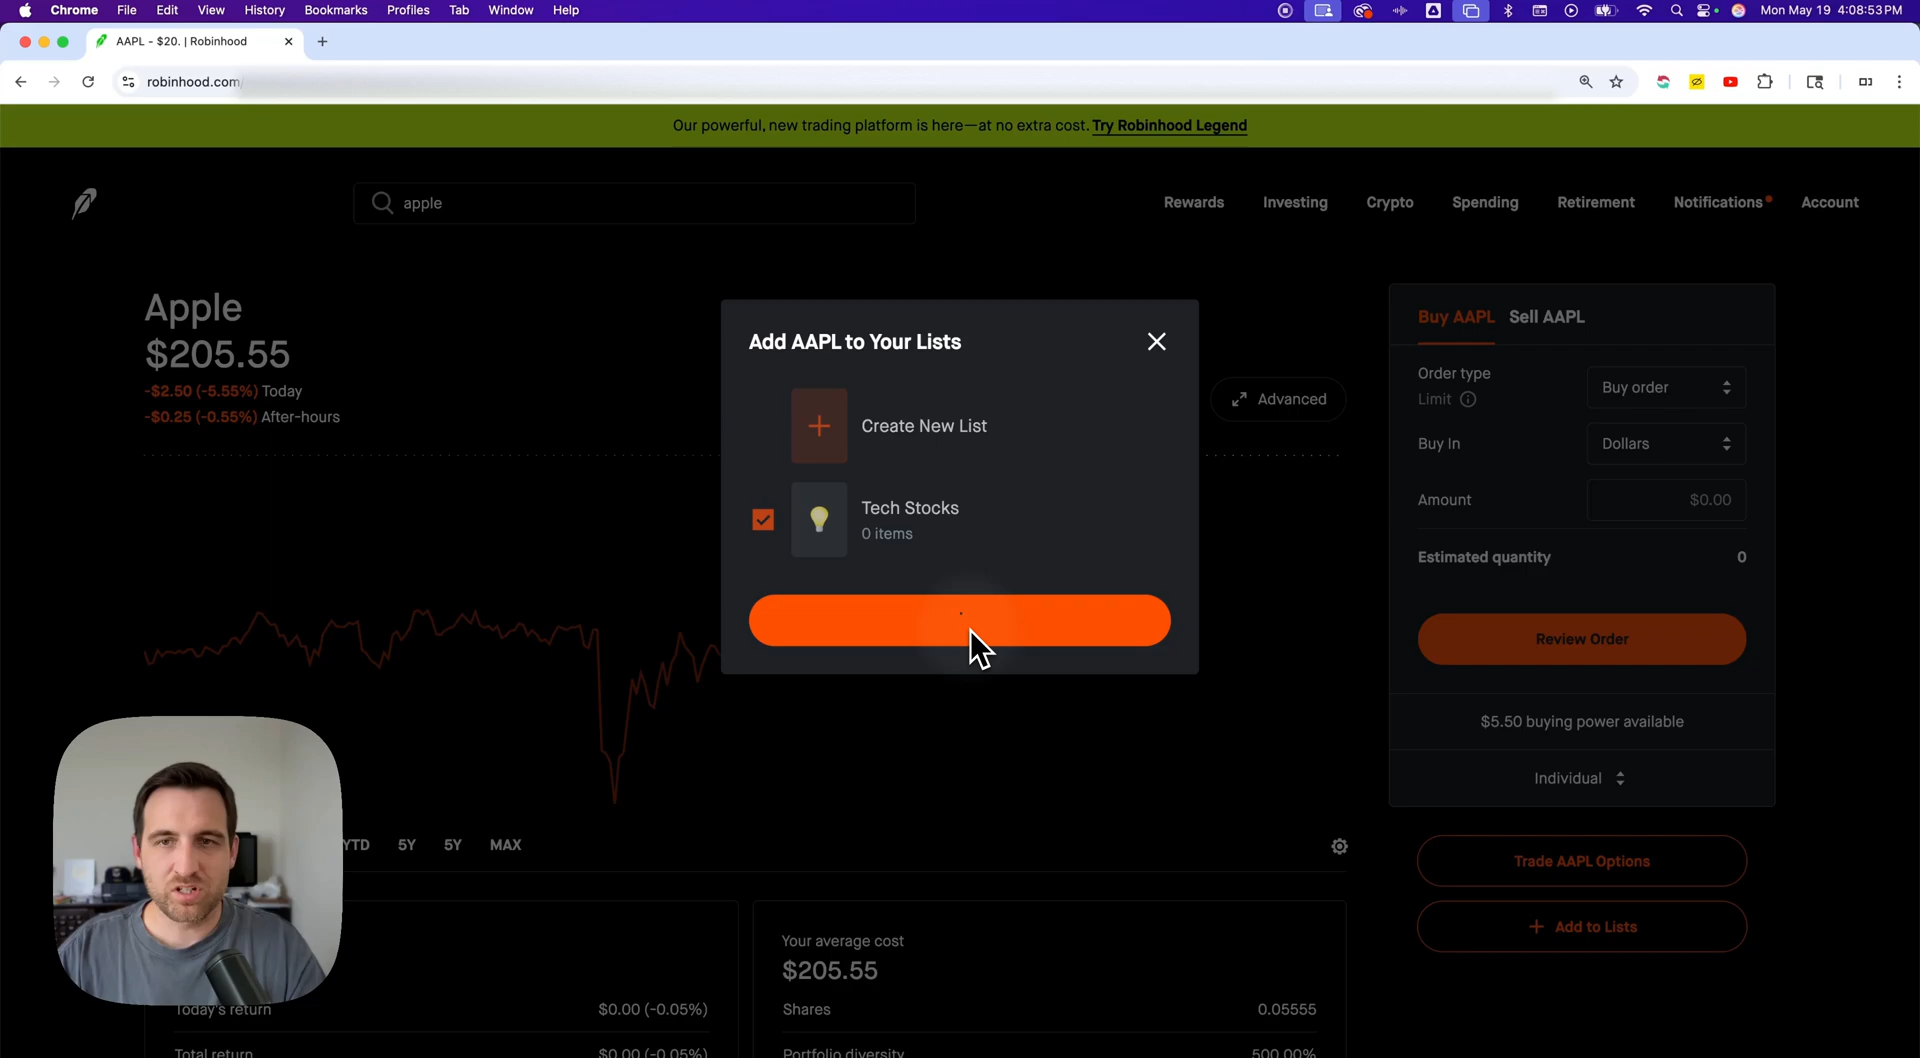 Chrome File Edit View History Bookmarks Profiles Tab Window Help Mon May 19 4:08:53 PM
AAPL - $20. | Robinhood
robinhood.com/
Our powerful, new trading platform is here—at no extra cost. Try Robinhood Legend
apple
Rewards Investing Crypto Spending Retirement Notifications Account
Apple
$205.55
-$2.50 (-5.55%) Today
-$0.25 (-0.55%) After-hours
Advanced
Add AAPL to Your Lists
Create New List
Tech Stocks
0 items
Buy AAPL Sell AAPL
Order type
Limit
Buy order
Buy In Dollars
Amount $0.00
Estimated quantity 0
Review Order
$5.50 buying power available
Individual
Trade AAPL Options
Add to Lists
YTD 5Y 5Y MAX
Today's return $0.00 (-0.05%)
Total return $0.00 (-0.05%)
Your average cost
$205.55
Shares 0.05555
Portfolio diversity 500.00%